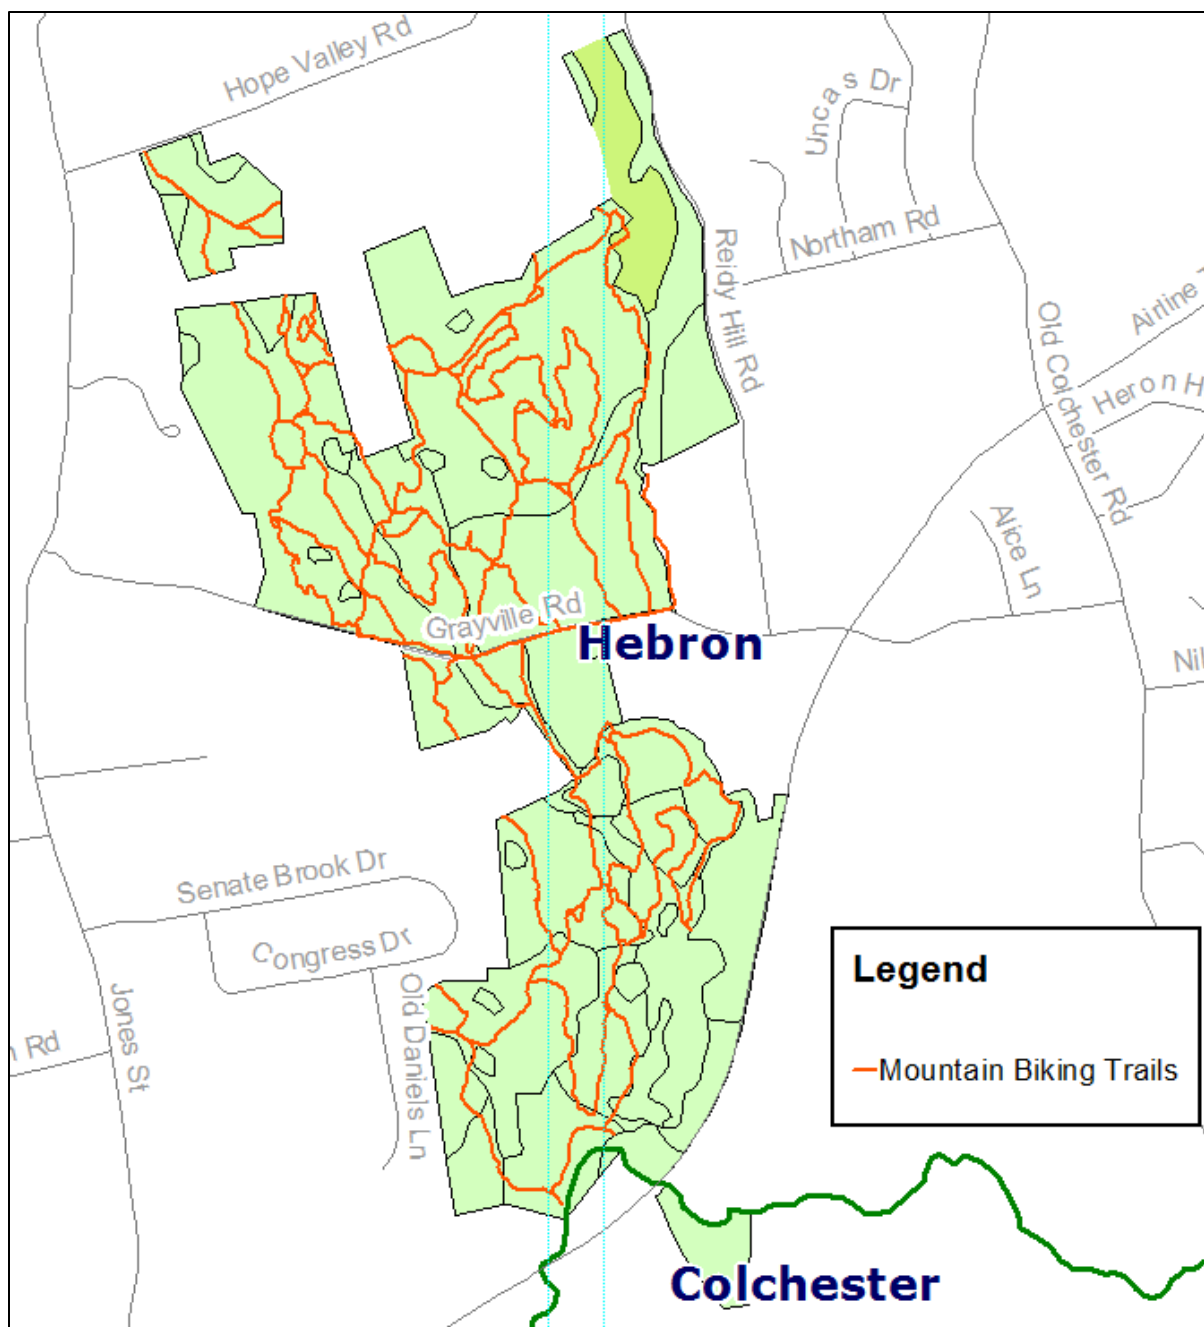 Hope Valley Rd
Uncas Dr
Northam Rd
Reidy Hill Rd
Old Colchester Rd
Airline
Heron H
Alice Ln
Grayville Rd
Hebron
Senate Brook Dr
Congress Dr
Old Daniels Ln
Jones St
Rd
Legend
Mountain Biking Trails
Colchester